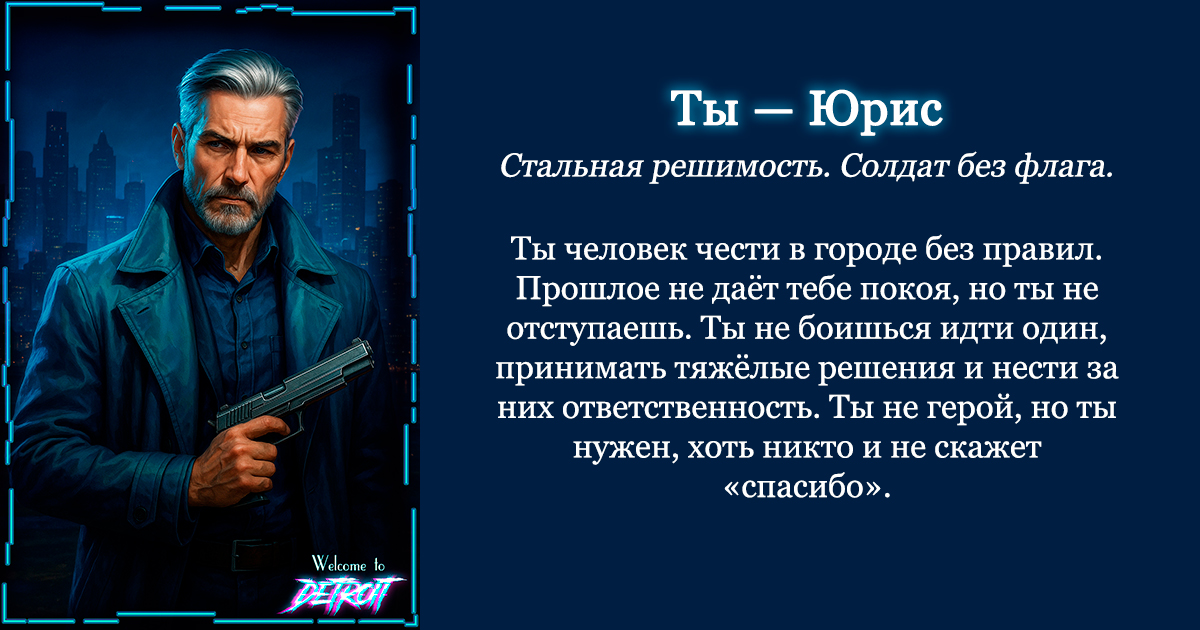 Ты — Юрис
Стальная решимость. Солдат без флага.
Ты человек чести в городе без правил.
Прошлое не даёт тебе покоя, но ты не
отступаешь. Ты не боишься идти один,
принимать тяжёлые решения и нести за
них ответственность. Ты не герой, но ты
нужен, хоть никто и не скажет
«спасибо».
Welcome to
DETROIT